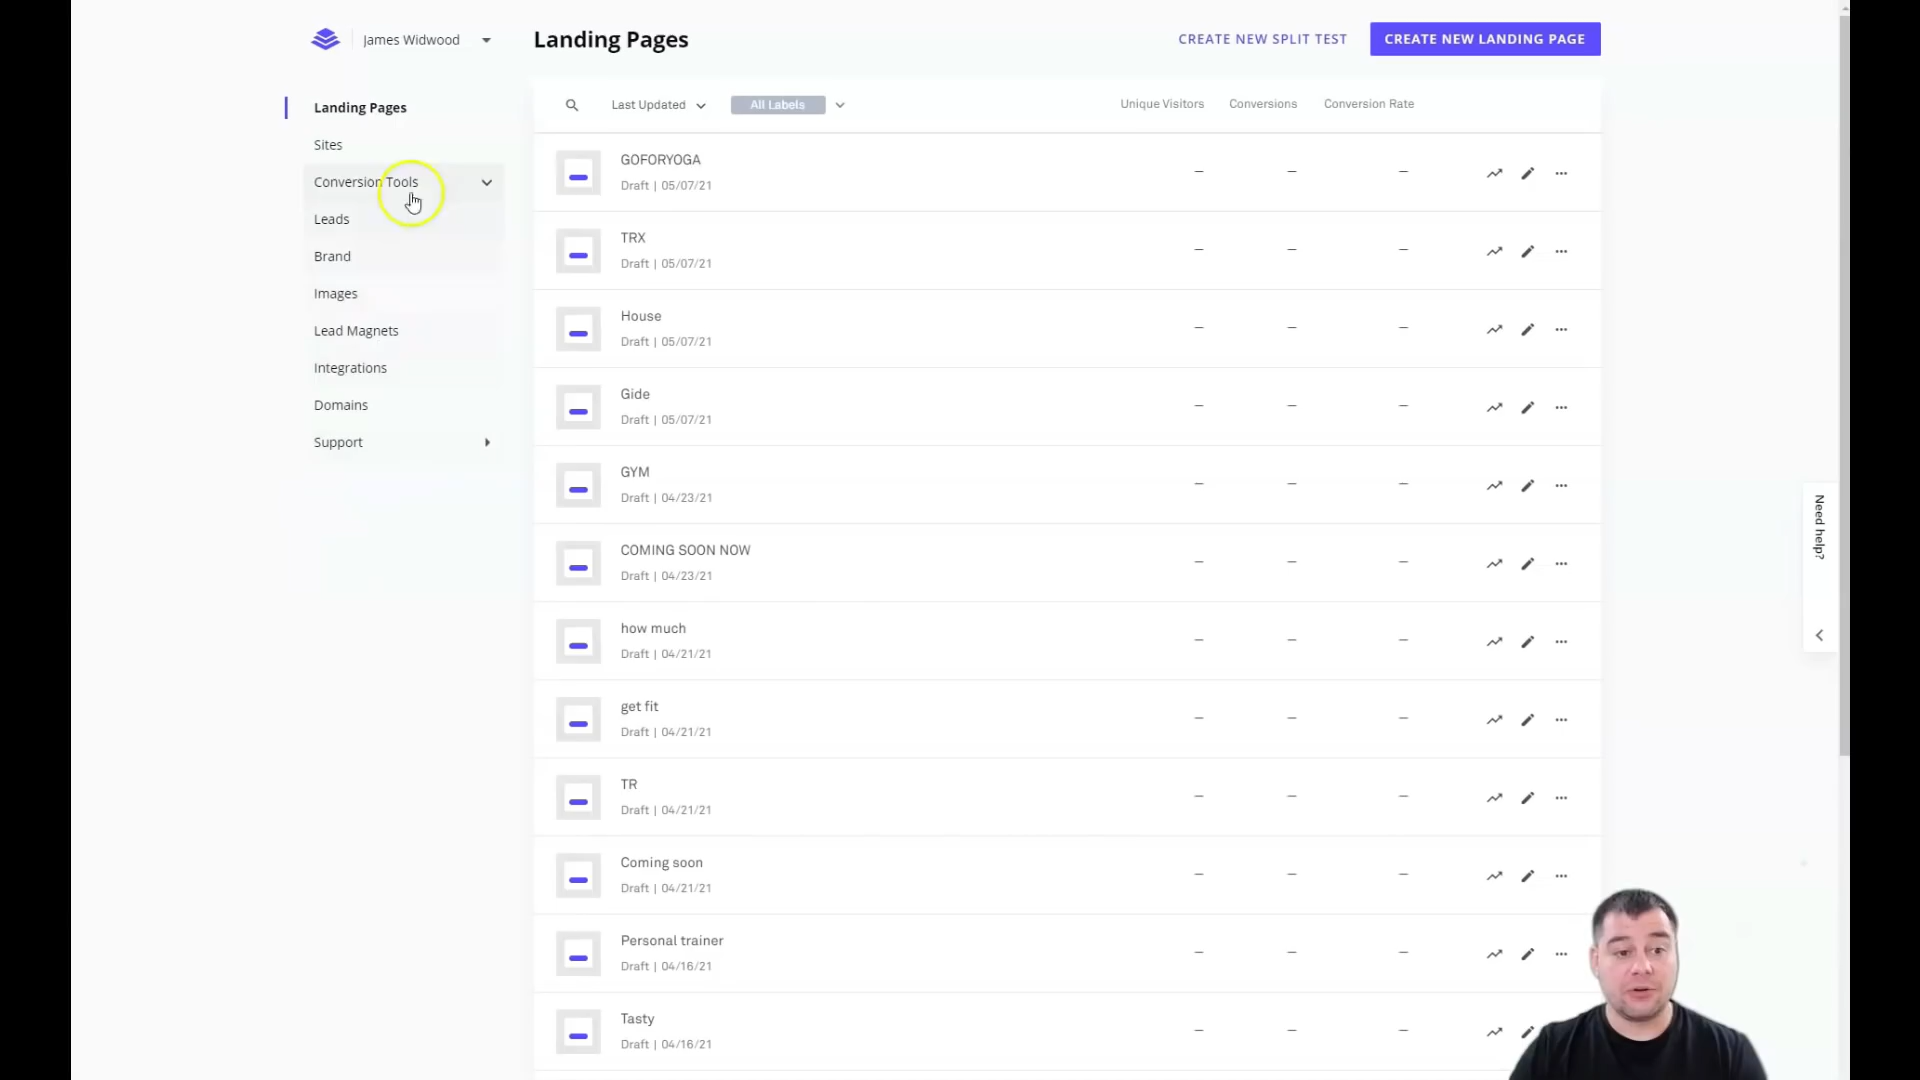 James Widwood
Landing Pages
CREATE NEW SPLIT TEST
CREATE NEW LANDING PAGE
Landing Pages
Sites
Conversion Tools
Leads
Brand
Images
Lead Magnets
Integrations
Domains
Support
Last Updated
All Labels
Unique Visitors
Conversions
Conversion Rate
GOFORYOGA
Draft | 05/07/21
TRX
Draft | 05/07/21
House
Draft | 05/07/21
Gide
Draft | 05/07/21
GYM
Draft | 04/23/21
COMING SOON NOW
Draft | 04/23/21
how much
Draft | 04/21/21
get fit
Draft | 04/21/21
TR
Draft | 04/21/21
Coming soon
Draft | 04/21/21
Personal trainer
Draft | 04/16/21
Tasty
Draft | 04/16/21
Need help?